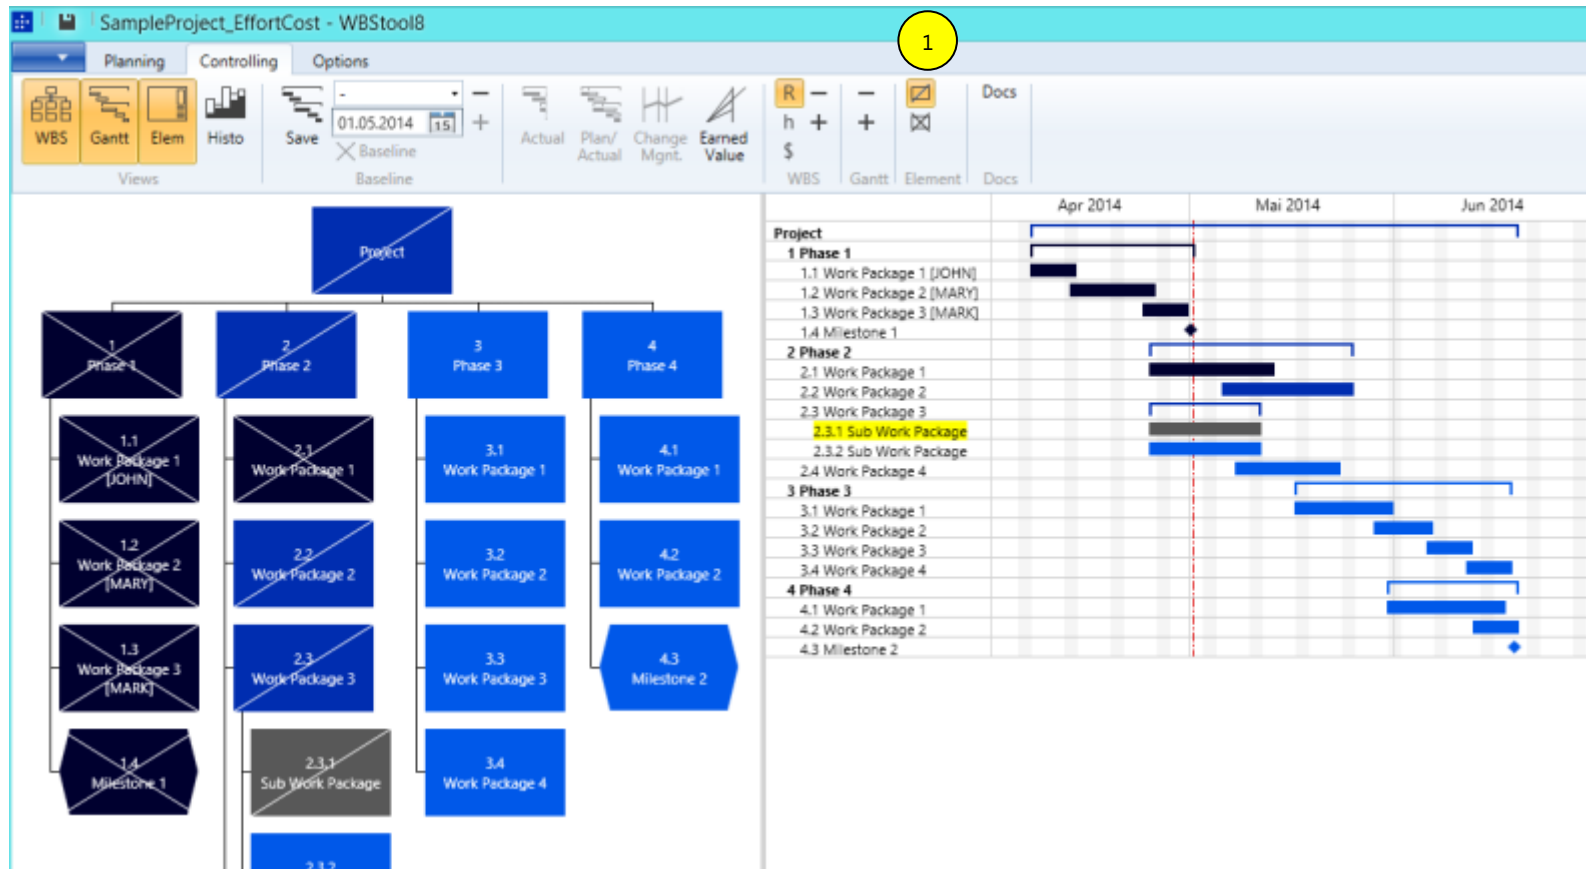 SampleProject_EffortCost - WBStool8
1
Planning
Controlling
Options
WBS
Gantt
Elem
Histo
Views
Save
-
01.05.2014
15
Baseline
Baseline
Actual
Plan/
Actual
Change
Mgnt.
Earned
Value
R
h
$
WBS
Gantt
Element
Docs
Docs
Project
1
Phase 1
2
Phase 2
3
Phase 3
4
Phase 4
1.1
Work Package 1
[JOHN]
2.1
Work Package 1
3.1
Work Package 1
4.1
Work Package 1
1.2
Work Package 2
[MARY]
2.2
Work Package 2
3.2
Work Package 2
4.2
Work Package 2
1.3
Work Package 3
[MARK]
2.3
Work Package 3
3.3
Work Package 3
4.3
Milestone 2
1.4
Milestone 1
2.3.1
Sub Work Package
3.4
Work Package 4
2.3.2
Apr 2014
Mai 2014
Jun 2014
Project
1 Phase 1
1.1 Work Package 1 [JOHN]
1.2 Work Package 2 [MARY]
1.3 Work Package 3 [MARK]
1.4 Milestone 1
2 Phase 2
2.1 Work Package 1
2.2 Work Package 2
2.3 Work Package 3
2.3.1 Sub Work Package
2.3.2 Sub Work Package
2.4 Work Package 4
3 Phase 3
3.1 Work Package 1
3.2 Work Package 2
3.3 Work Package 3
3.4 Work Package 4
4 Phase 4
4.1 Work Package 1
4.2 Work Package 2
4.3 Milestone 2